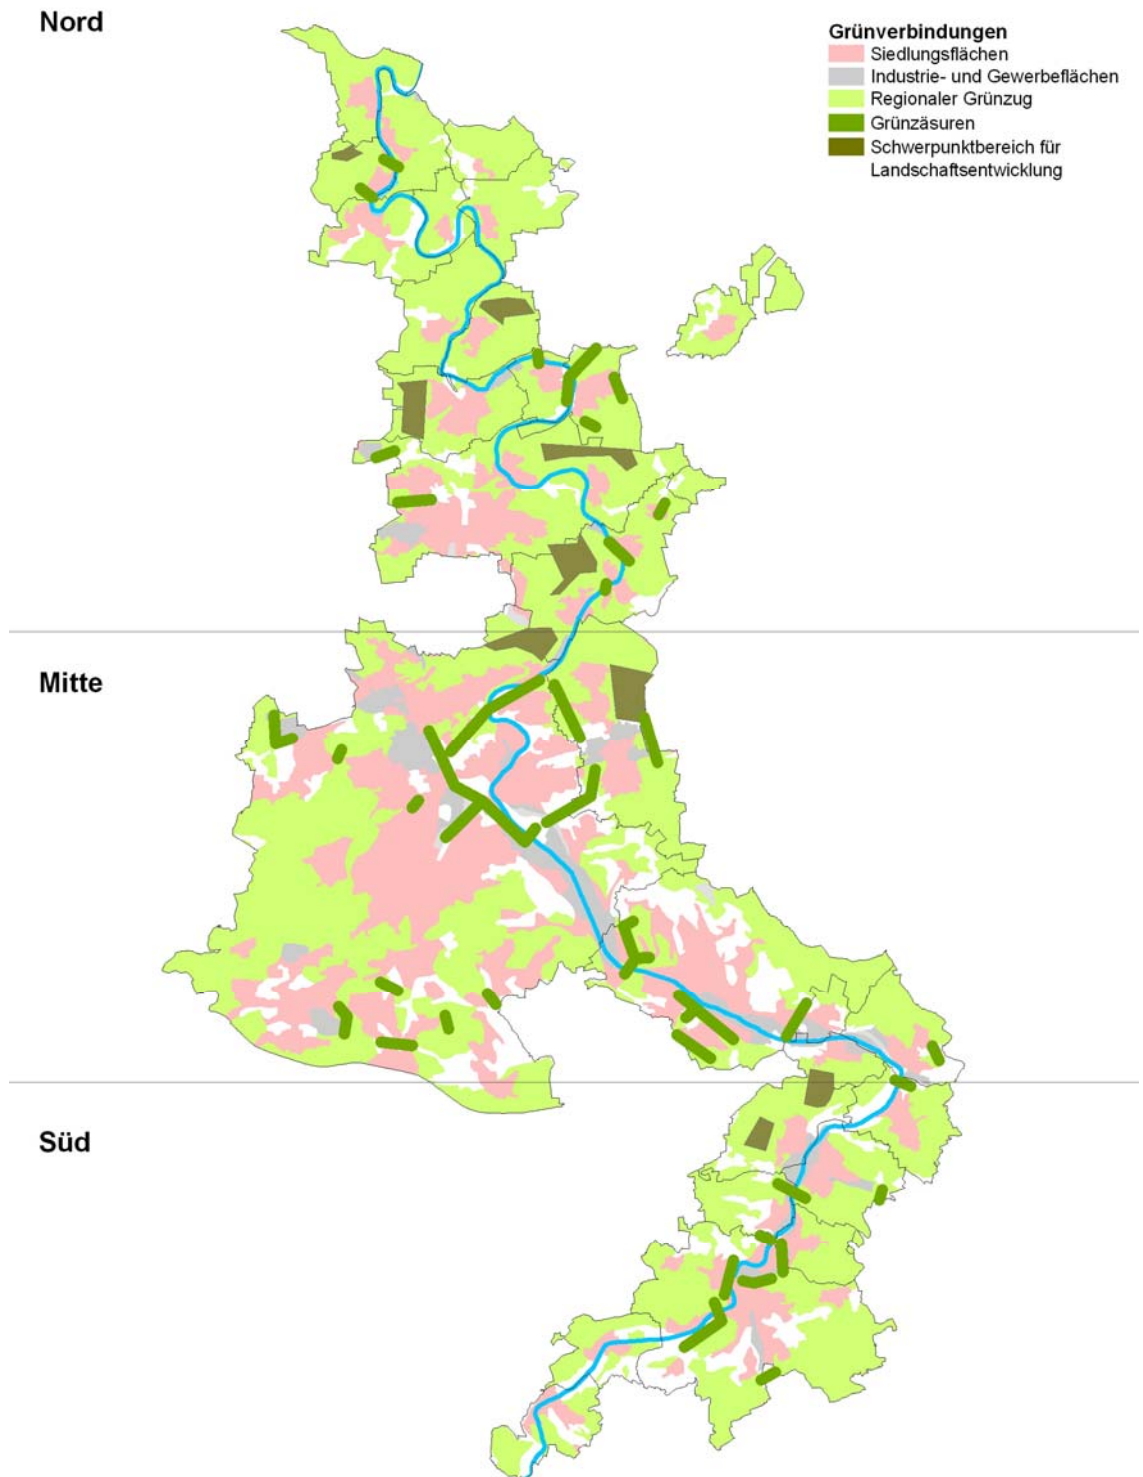 Nord
Grünverbindungen
Siedlungsflächen
Industrie- und Gewerbeflächen
Regionaler Grünzug
Grünzäsuren
Schwerpunktbereich für
Landschaftsentwicklung
Mitte
Süd